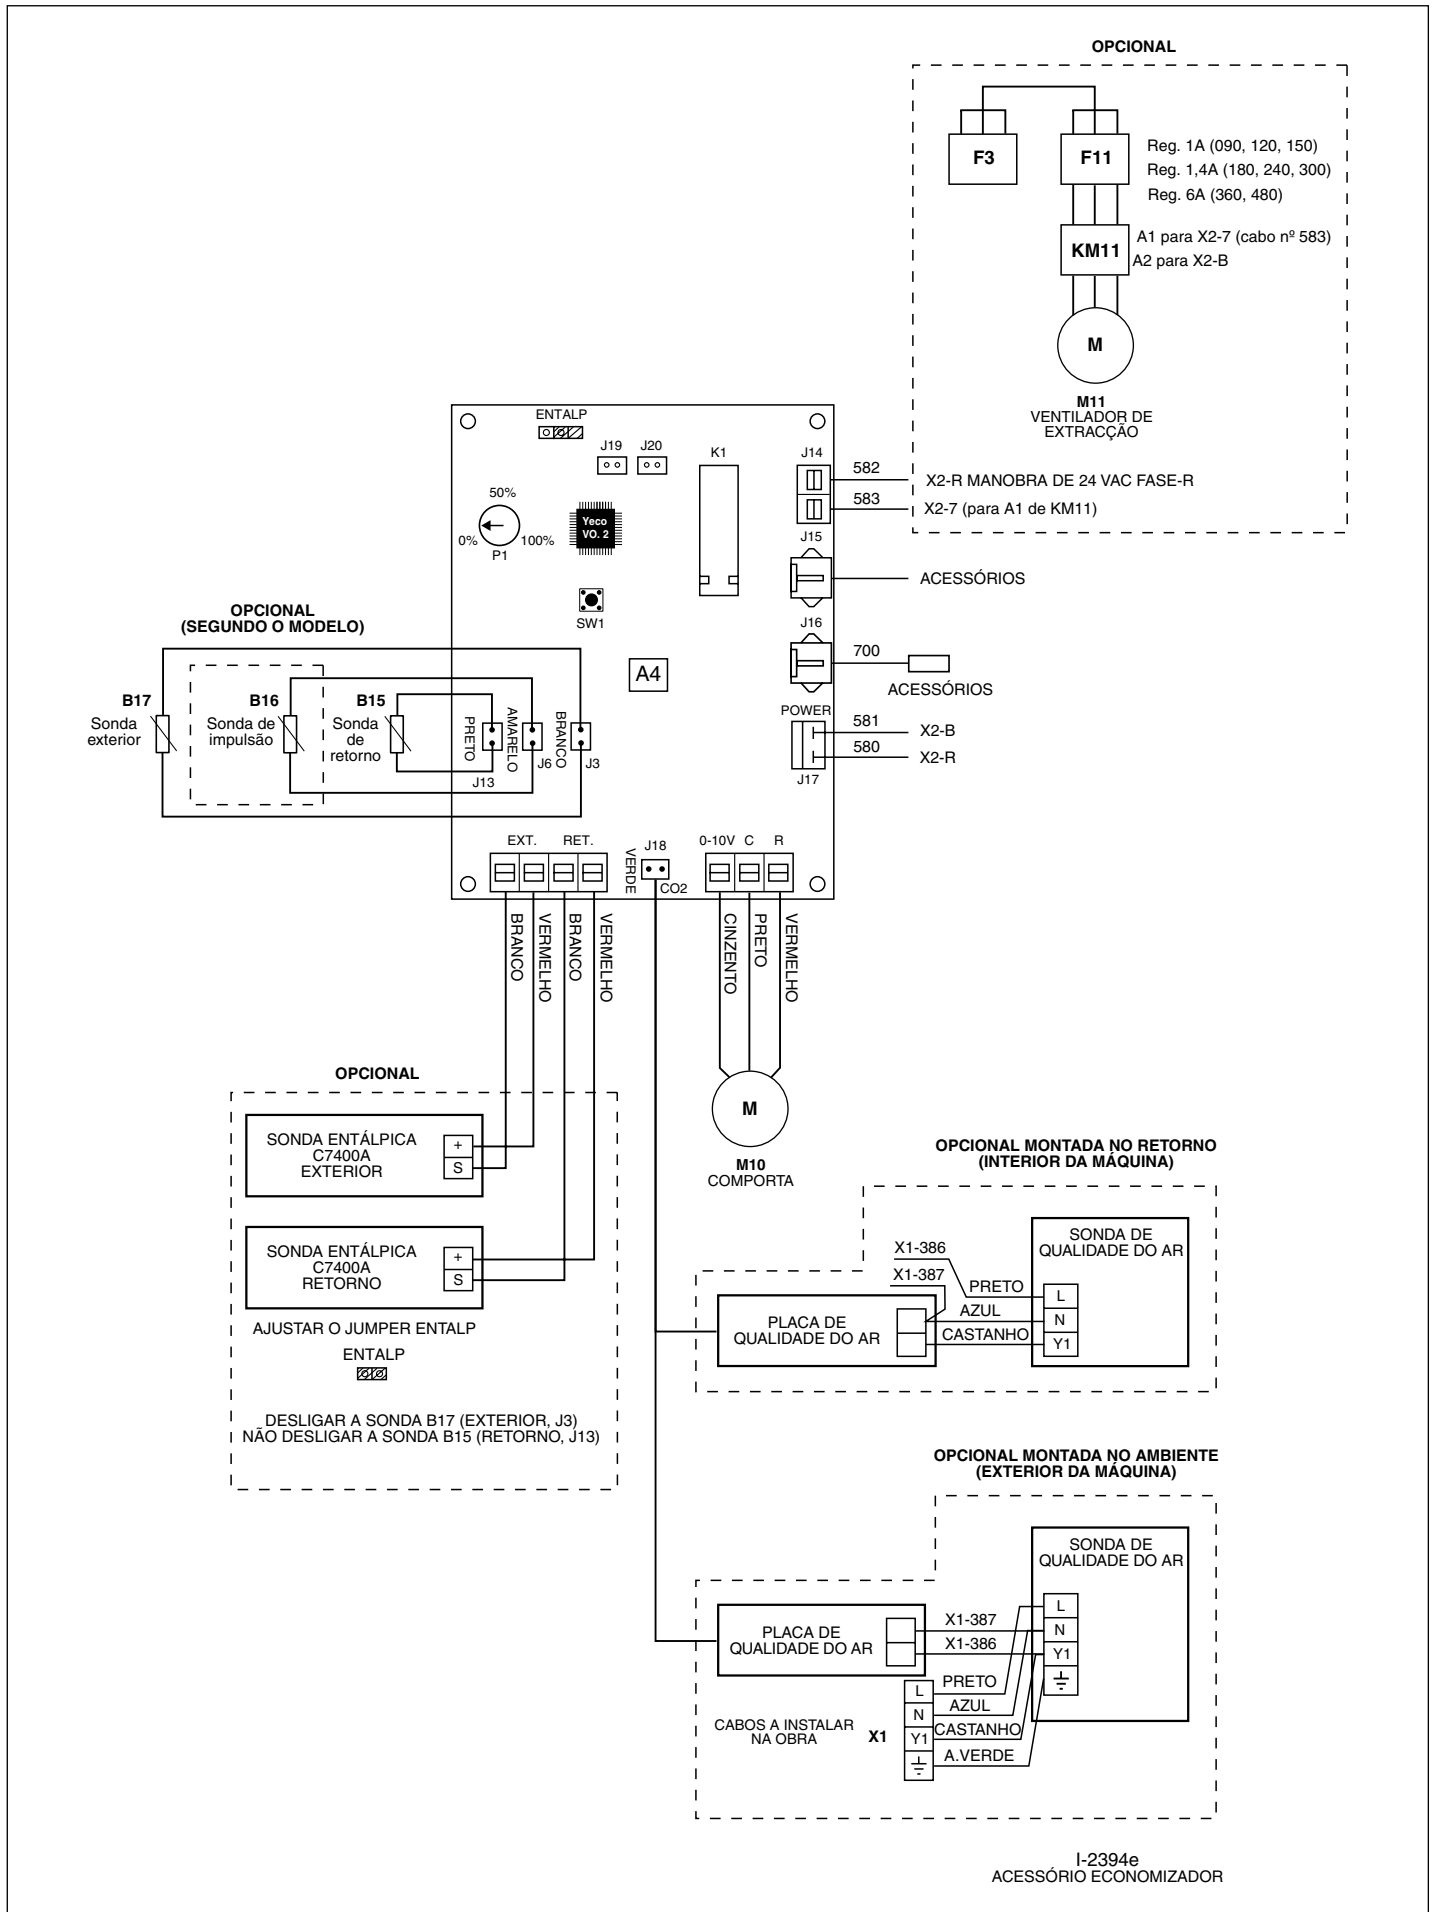 OPCIONAL
F3
F11
Reg. 1A (090, 120, 150)
Reg. 1,4A (180, 240, 300)
Reg. 6A (360, 480)
KM11
A1 para X2-7 (cabo nº 583)
A2 para X2-B
M
M11
VENTILADOR DE
EXTRACÇÃO
ENTALP
J19
J20
K1
J14
582
X2-R MANOBRA DE 24 VAC FASE-R
583
X2-7 (para A1 de KM11)
50%
0%
100%
P1
Yeco
VO. 2
J15
ACESSÓRIOS
SW1
J16
700
ACESSÓRIOS
A4
OPCIONAL
(SEGUNDO O MODELO)
B17
Sonda
exterior
B16
Sonda de
impulsão
B15
Sonda
de
retorno
PRETO
J13
AMARELO
J6
BRANCO
J3
POWER
581
X2-B
580
X2-R
J17
EXT.
RET.
VERDE
J18
CO2
0-10V
C
R
BRANCO
VERMELHO
BRANCO
VERMELHO
CINZENTO
PRETO
VERMELHO
M
M10
COMPORTA
OPCIONAL
SONDA ENTÁLPICA
C7400A
EXTERIOR
+
S
SONDA ENTÁLPICA
C7400A
RETORNO
+
S
AJUSTAR O JUMPER ENTALP
ENTALP
DESLIGAR A SONDA B17 (EXTERIOR, J3)
NÃO DESLIGAR A SONDA B15 (RETORNO, J13)
OPCIONAL MONTADA NO RETORNO
(INTERIOR DA MÁQUINA)
SONDA DE
QUALIDADE DO AR
X1-386
X1-387
PRETO
AZUL
CASTANHO
L
N
Y1
PLACA DE
QUALIDADE DO AR
OPCIONAL MONTADA NO AMBIENTE
(EXTERIOR DA MÁQUINA)
SONDA DE
QUALIDADE DO AR
L
N
Y1
PLACA DE
QUALIDADE DO AR
X1-387
X1-386
CABOS A INSTALAR
NA OBRA
X1
L
N
Y1
PRETO
AZUL
CASTANHO
A.VERDE
I-2394e
ACESSÓRIO ECONOMIZADOR